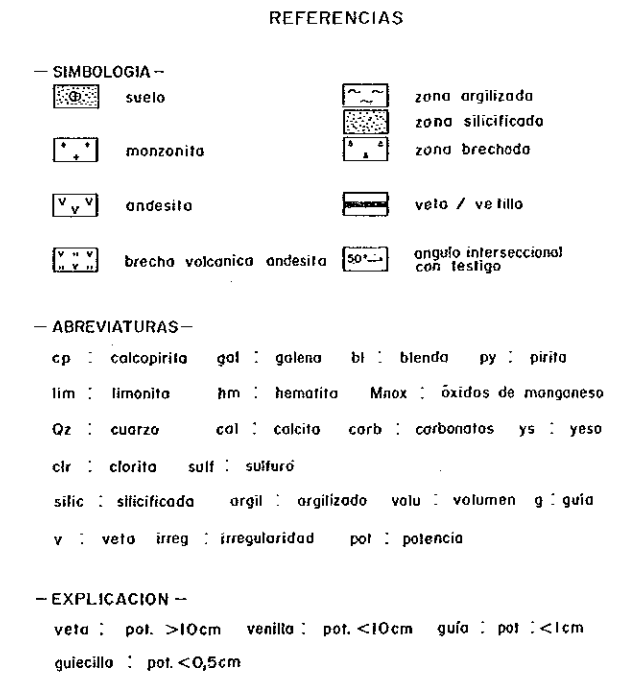 REFERENCIAS
— SIMBOLOGIA —
suelo
zona argilizada
zona silicificada
monzonita
zona brechada
andesita
veta / vetilla
brecha volcanica andesita
50°
angulo interseccional
con testigo
— ABREVIATURAS —
cp : calcopirita gal : galena bl : blenda py : pirita
lim : limonita hm : hematita Mnox : óxidos de manganeso
Qz : cuarzo cal : calcita carb : carbonatos ys : yeso
clr : clorita sulf : sulfuro
silic : silicificada argil : argilizado volu : volumen g : guía
v : veta irreg : irregularidad pot : potencia
— EXPLICACION —
veta : pot. >10cm venilla : pot. <10cm guía : pot : <1cm
guiecilla : pot. <0,5cm